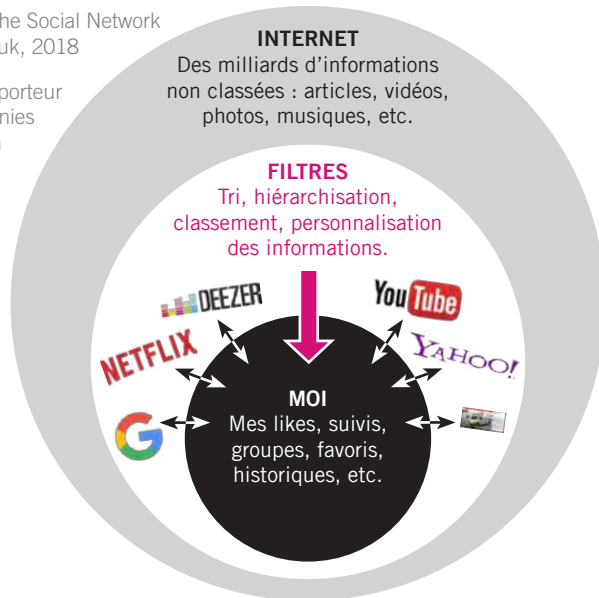 he Social Network
uk, 2018
porteur
nies
INTERNET
Des milliards d’informations
non classées : articles, vidéos,
photos, musiques, etc.
FILTRES
Tri, hiérarchisation,
classement, personnalisation
des informations.
DEEZER
YouTube
NETFLIX
YAHOO!
G
MOI
Mes likes, suivis,
groupes, favoris,
historiques, etc.